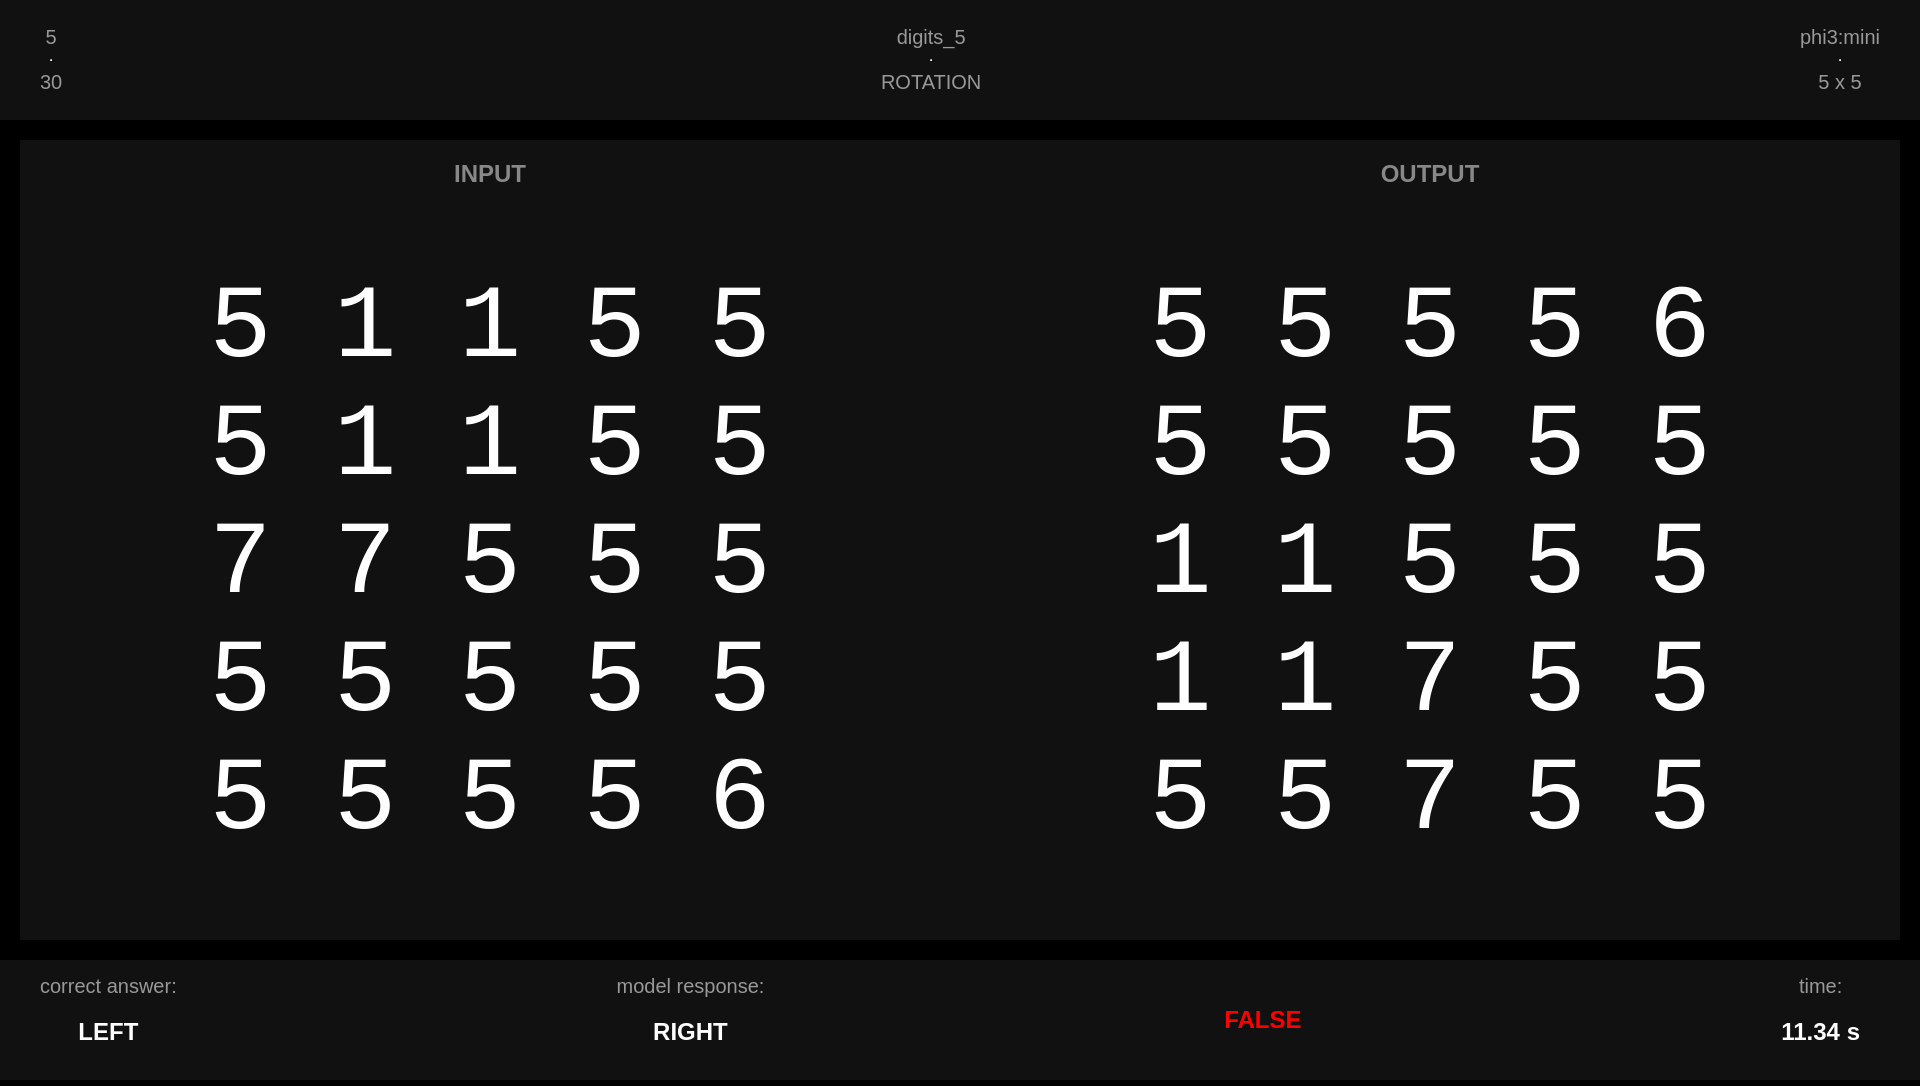 5
.
30
digits_5
.
ROTATION
phi3:mini
.
5 x 5
INPUT
5 1 1 5 5
5 1 1 5 5
7 7 5 5 5
5 5 5 5 5
5 5 5 5 6
OUTPUT
5 5 5 5 6
5 5 5 5 5
1 1 5 5 5
1 1 7 5 5
5 5 7 5 5
correct answer:
LEFT
model response:
RIGHT
FALSE
time:
11.34 s